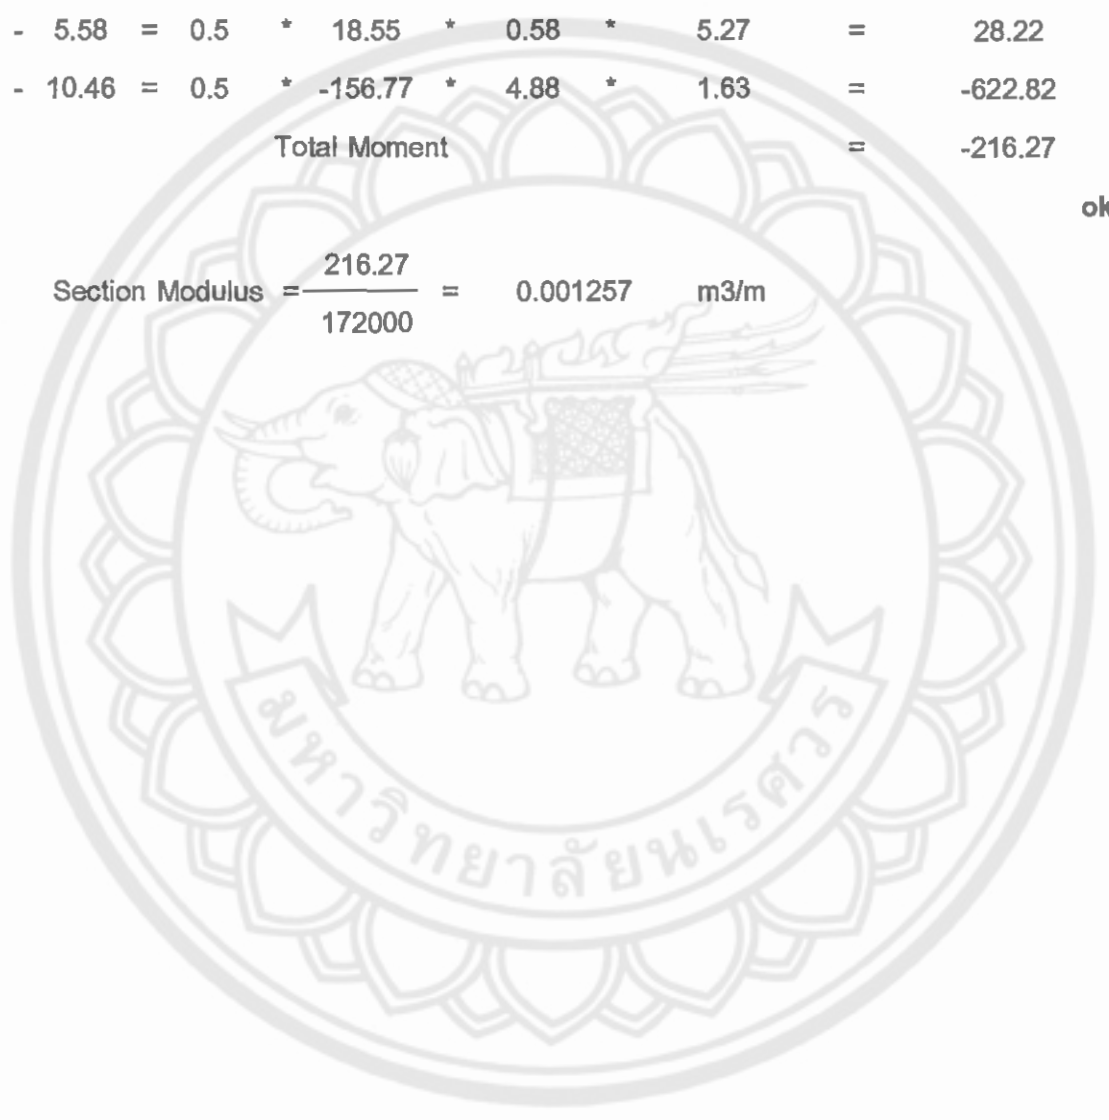 - 5.58 = 0.5 * 18.55 * 0.58 * 5.27 = 28.22
- 10.46 = 0.5 * -156.77 * 4.88 * 1.63 = -622.82
Total Moment = -216.27
ok
216.27
Section Modulus = = 0.001257 m3/m
172000
มหาวิทยาลัยนเรศวร